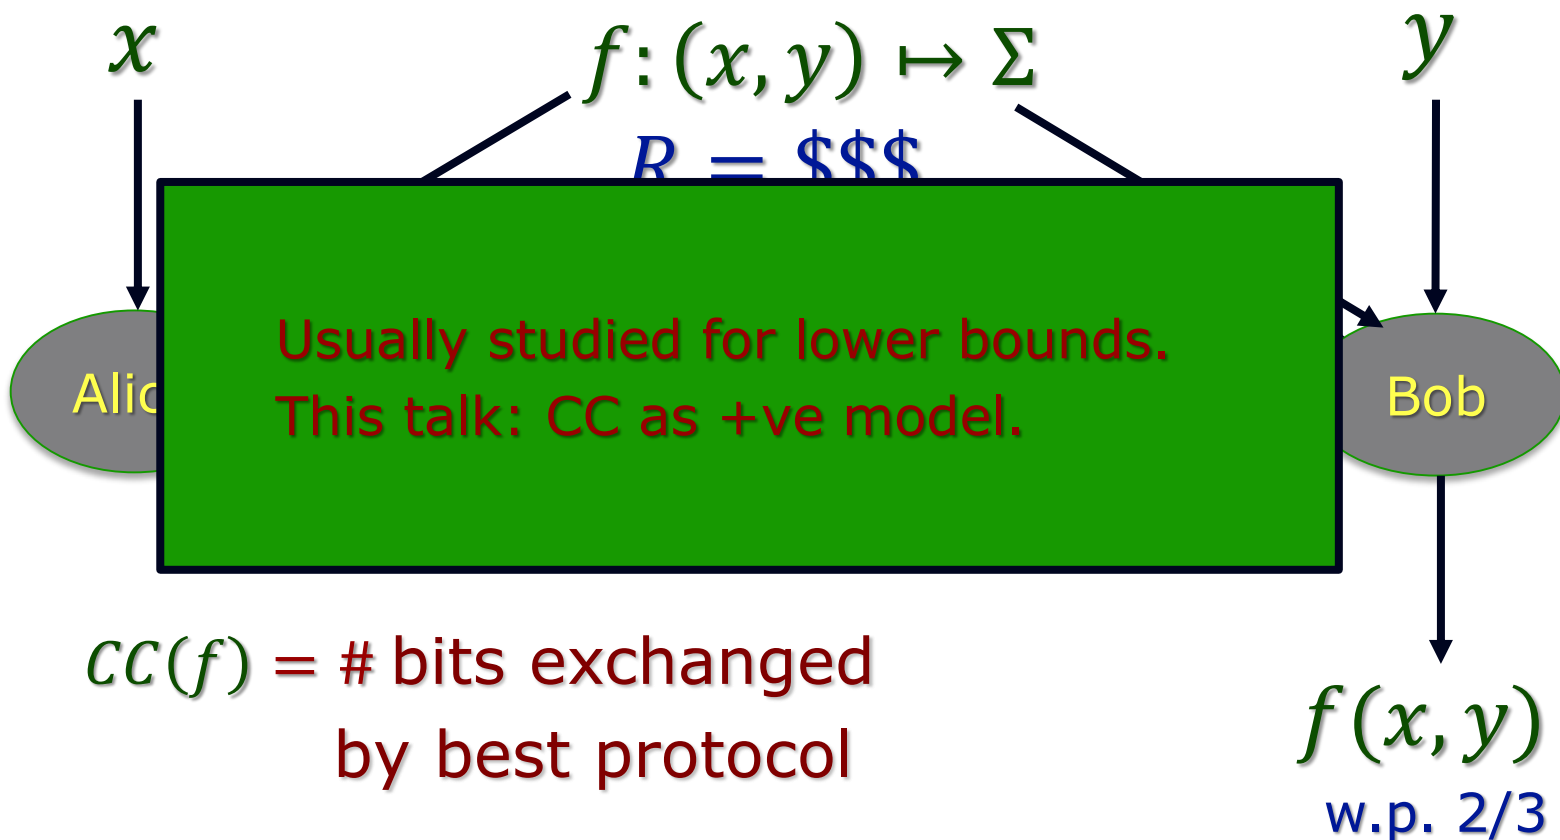 x
f: (x, y) ↦ Σ
y
R = $$$
Usually studied for lower bounds.
This talk: CC as +ve model.
Alic
Bob
CC(f) = # bits exchanged
by best protocol
f(x, y)
w.p. 2/3